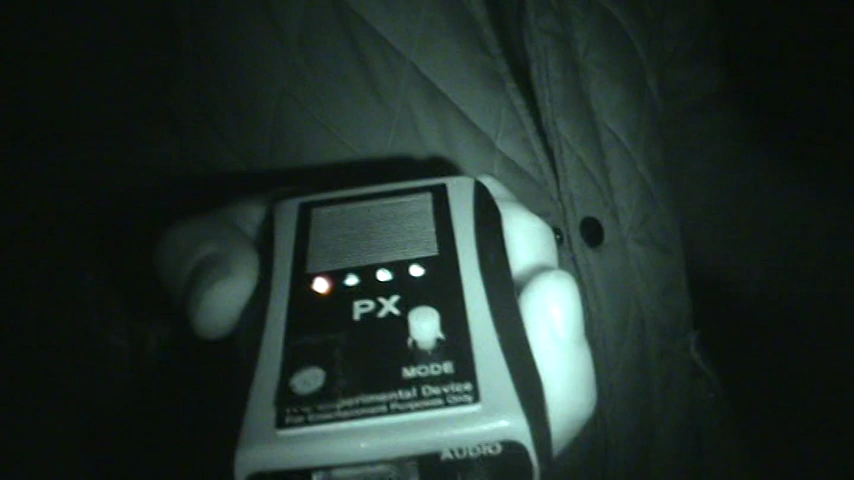 PX
MODE
Experimental Device
For Entertainment Purposes Only
AUDIO